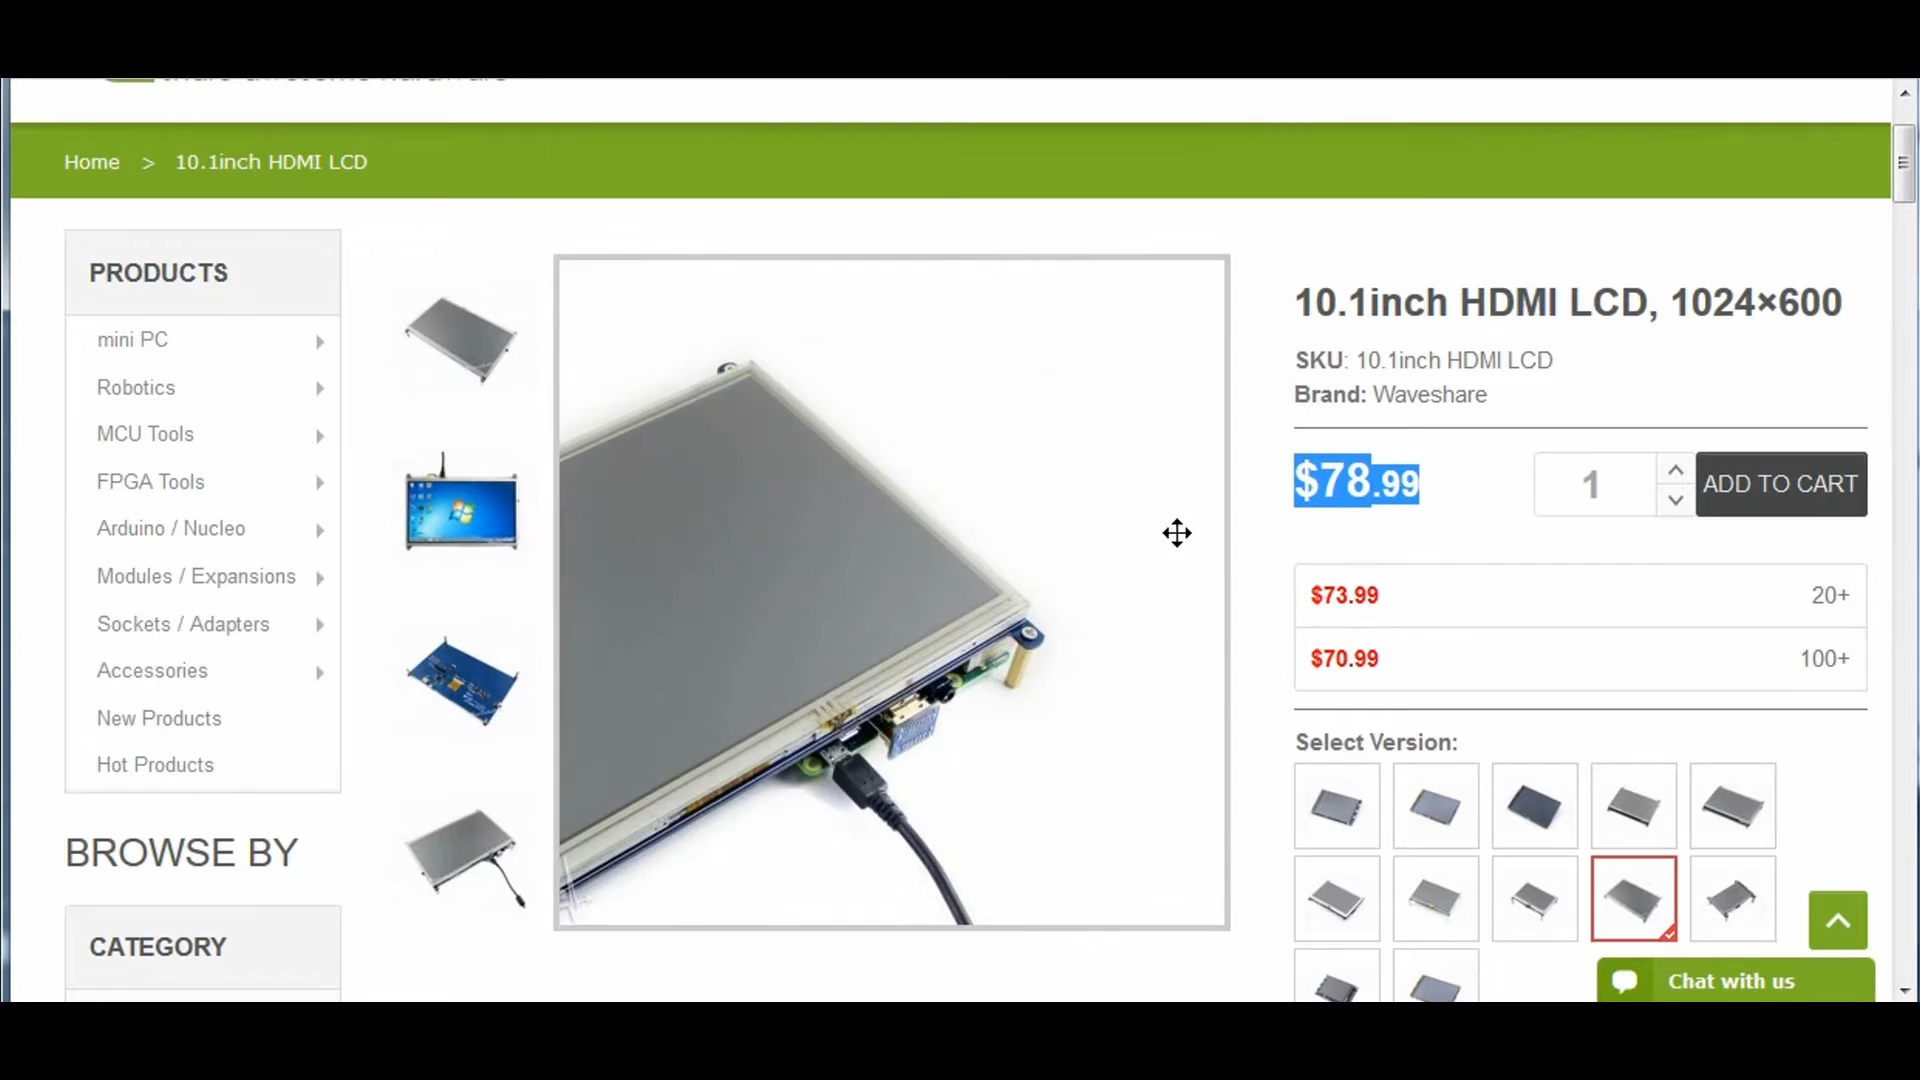 Home > 10.1inch HDMI LCD
PRODUCTS
mini PC
Robotics
MCU Tools
FPGA Tools
Arduino / Nucleo
Modules / Expansions
Sockets / Adapters
Accessories
New Products
Hot Products
BROWSE BY
CATEGORY
10.1inch HDMI LCD, 1024×600
SKU: 10.1inch HDMI LCD
Brand: Waveshare
$78.99
1
ADD TO CART
$73.99 20+
$70.99 100+
Select Version:
Chat with us